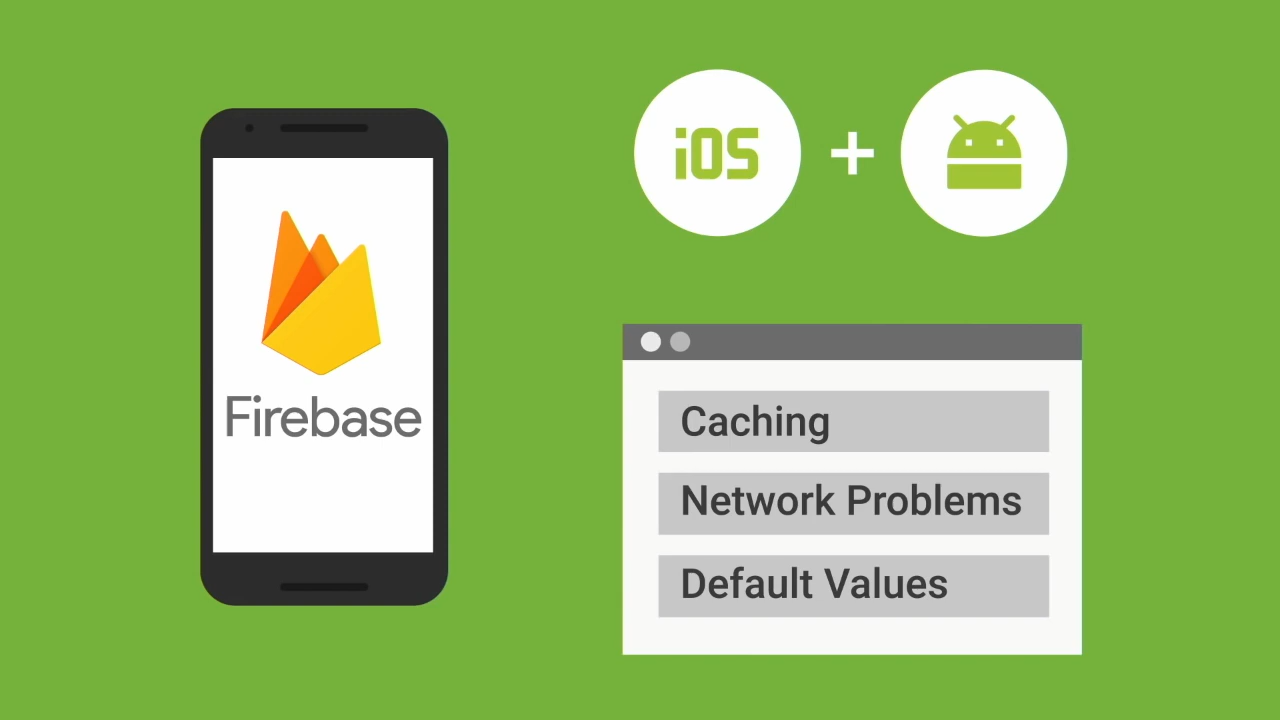 Firebase
iOS
+
Caching
Network Problems
Default Values